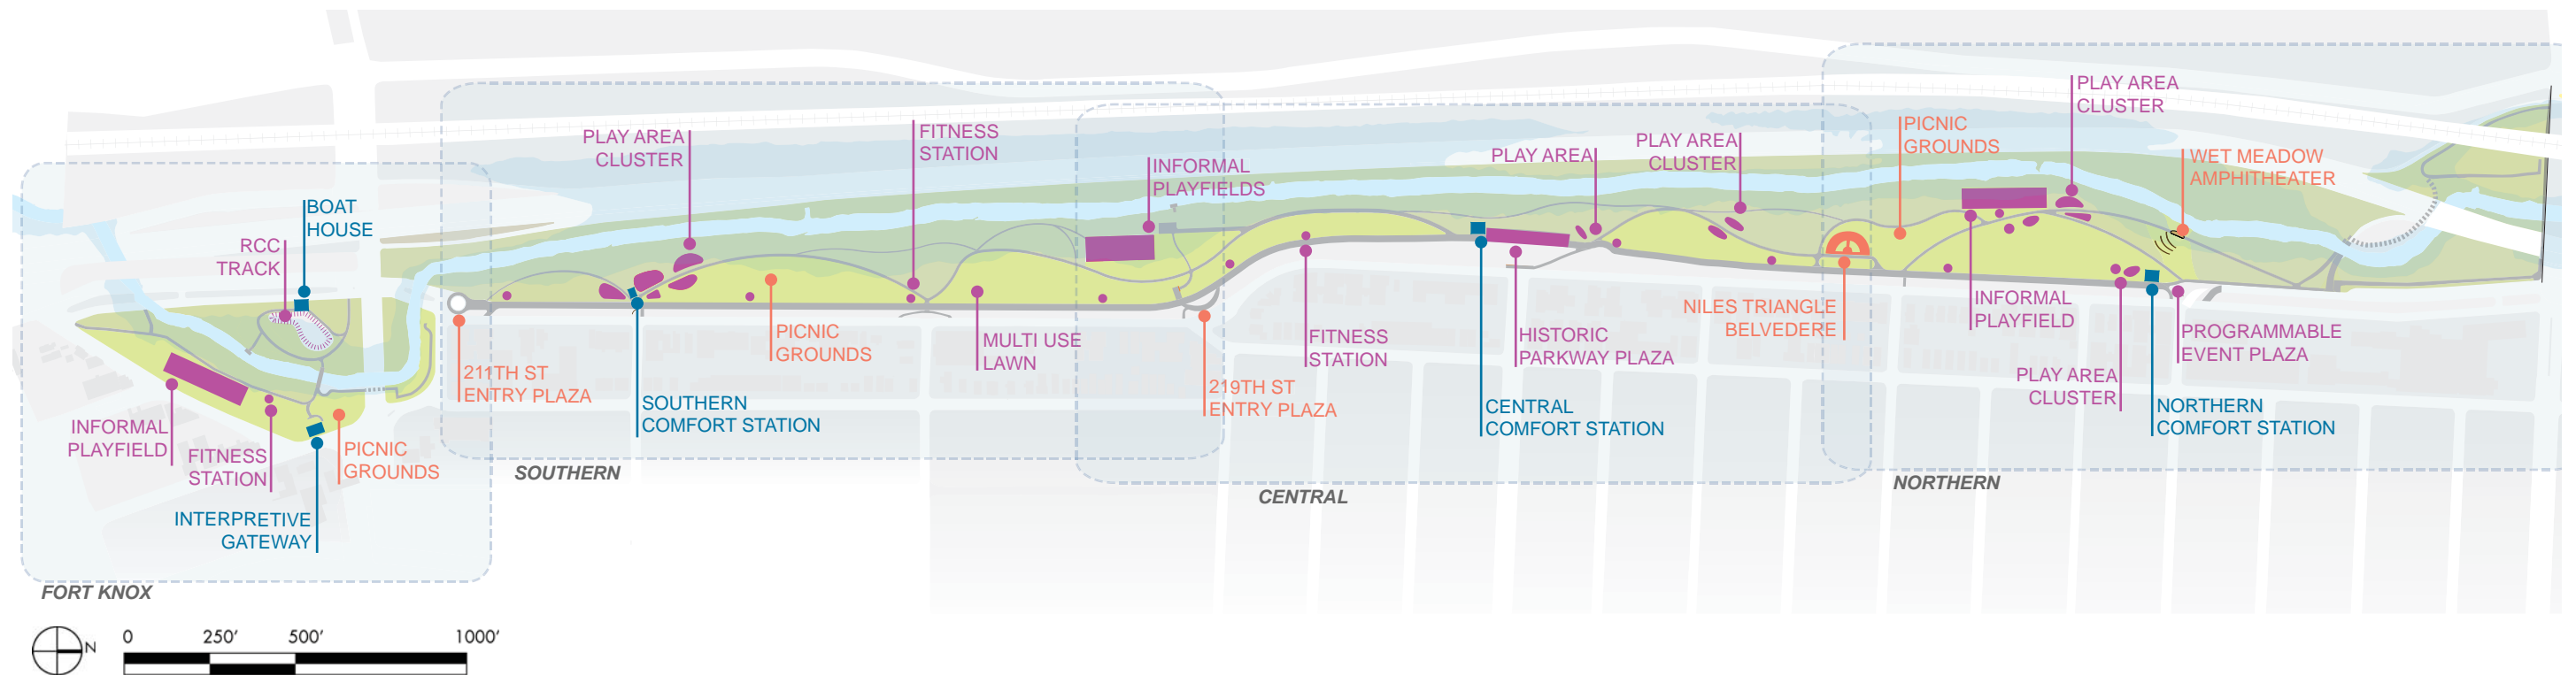 BOAT
HOUSE
RCC
TRACK
INFORMAL
PLAYFIELD
FITNESS
STATION
PICNIC
GROUNDS
INTERPRETIVE
GATEWAY
FORT KNOX
PLAY AREA
CLUSTER
FITNESS
STATION
INFORMAL
PLAYFIELDS
211TH ST
ENTRY PLAZA
SOUTHERN
COMFORT STATION
PICNIC
GROUNDS
MULTI USE
LAWN
219TH ST
ENTRY PLAZA
SOUTHERN
PLAY AREA
PLAY AREA
CLUSTER
FITNESS
STATION
HISTORIC
PARKWAY PLAZA
CENTRAL
COMFORT STATION
NILES TRIANGLE
BELVEDERE
CENTRAL
PICNIC
GROUNDS
PLAY AREA
CLUSTER
WET MEADOW
AMPHITHEATER
INFORMAL
PLAYFIELD
PROGRAMMABLE
EVENT PLAZA
PLAY AREA
CLUSTER
NORTHERN
COMFORT STATION
NORTHERN
N
0 250' 500' 1000'